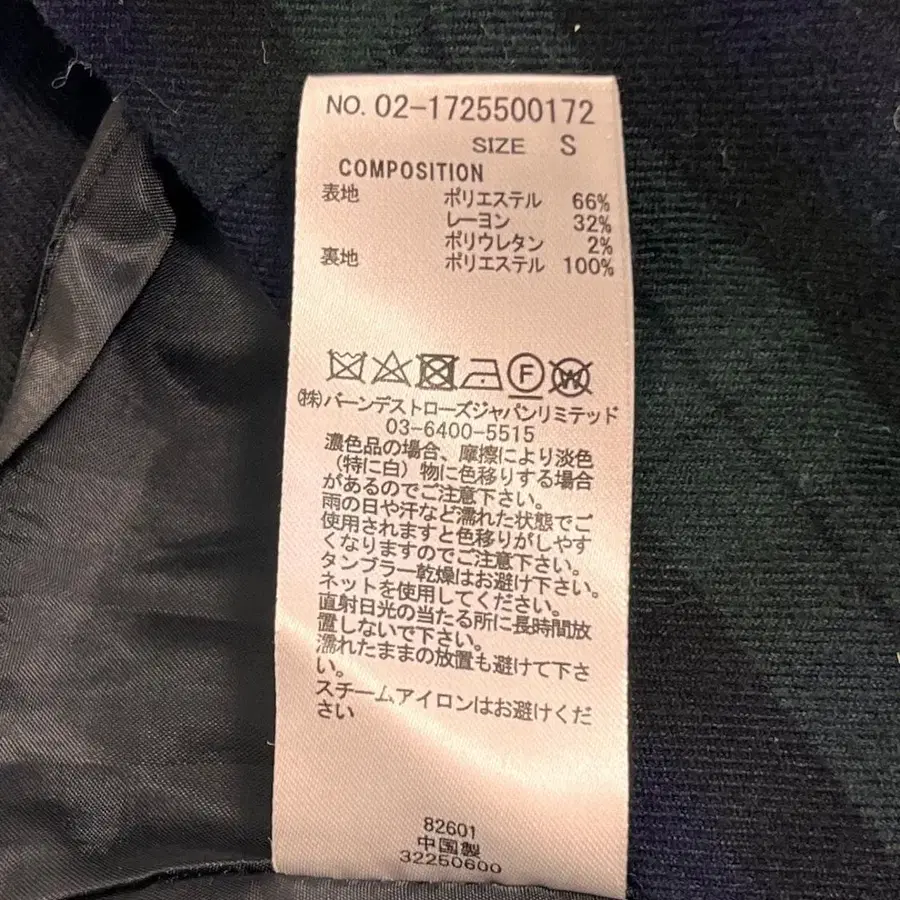 NO. 02-1725500172
SIZE S
COMPOSITION
表地 ポリエステル 66%
レーヨン 32%
ポリウレタン 2%
裏地 ポリエステル 100%
F W
㈱バーンデストローズジャパンリミテッド
03-6400-5515
濃色品の場合、摩擦により淡色
（特に白）物に色移りする場合
があるのでご注意下さい。
雨の日や汗など濡れた状態でご
使用されますと色移りがしやす
くなりますのでご注意下さい。
タンブラー乾燥はお避け下さい。
ネットを使用してください。
直射日光の当たる所に長時間放
置しないで下さい。
濡れたままの放置も避けて下さ
い。
スチームアイロンはお避けくだ
さい
82601
中国製
32250600